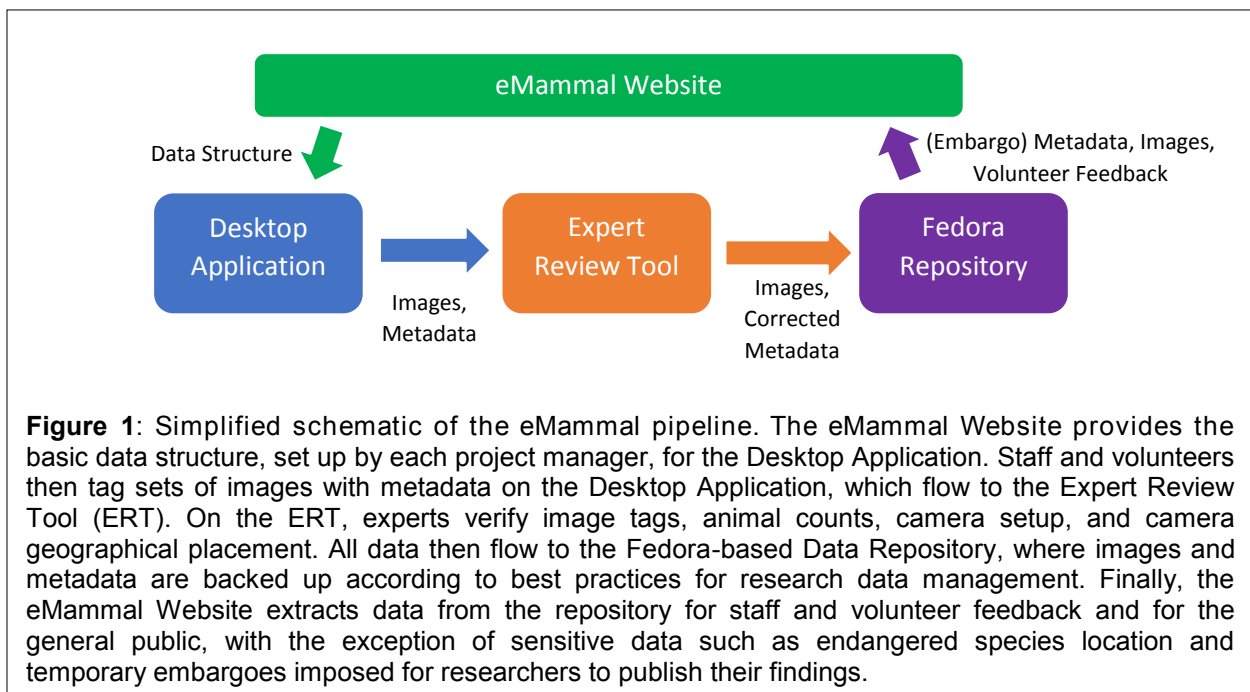 eMammal Website
Data Structure
(Embargo) Metadata, Images,
Volunteer Feedback
Desktop
Application
Expert
Review Tool
Fedora
Repository
Images,
Metadata
Images,
Corrected
Metadata
Figure 1: Simplified schematic of the eMammal pipeline. The eMammal Website provides the
basic data structure, set up by each project manager, for the Desktop Application. Staff and volunteers
then tag sets of images with metadata on the Desktop Application, which flow to the Expert Review
Tool (ERT). On the ERT, experts verify image tags, animal counts, camera setup, and camera
geographical placement. All data then flow to the Fedora-based Data Repository, where images and
metadata are backed up according to best practices for research data management. Finally, the
eMammal Website extracts data from the repository for staff and volunteer feedback and for the
general public, with the exception of sensitive data such as endangered species location and
temporary embargoes imposed for researchers to publish their findings.